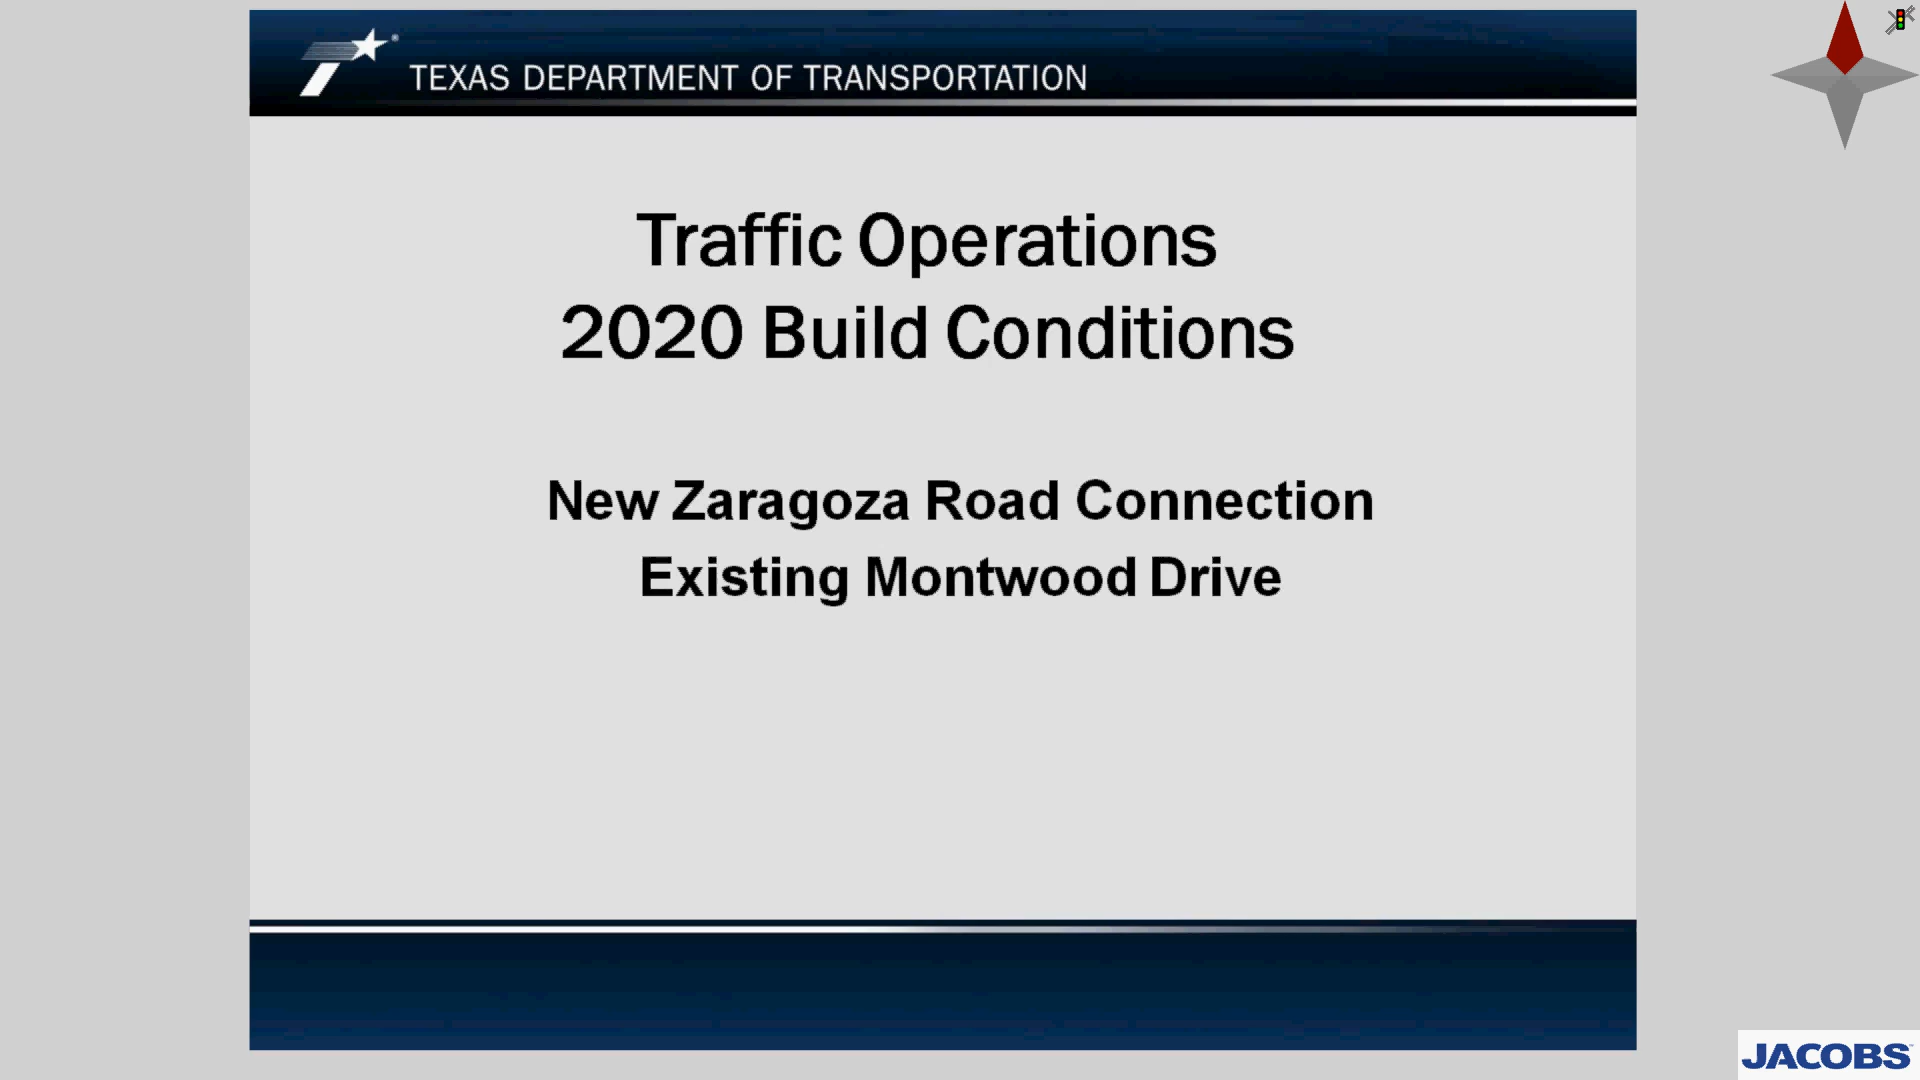 TEXAS DEPARTMENT OF TRANSPORTATION
Traffic Operations
2020 Build Conditions
New Zaragoza Road Connection
Existing Montwood Drive
JACOBS